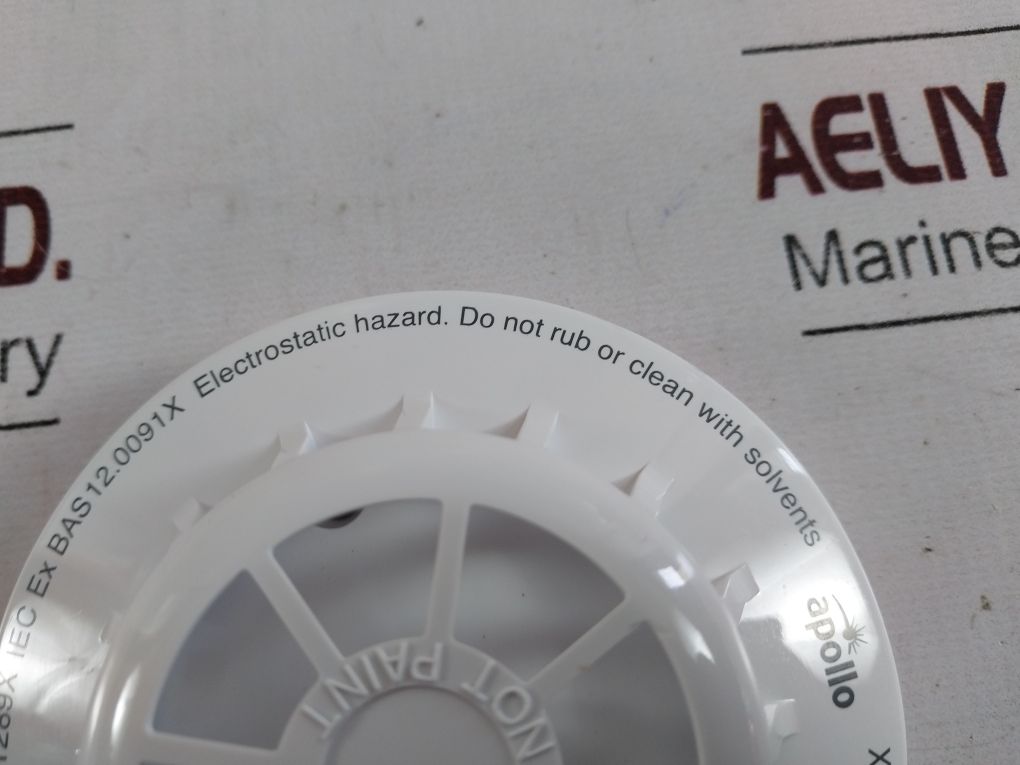 AELIY
Marine
D.
ry
1289X IEC Ex BAS12.0091X Electrostatic hazard. Do not rub or clean with solvents
apollo
X
NOT PAINT